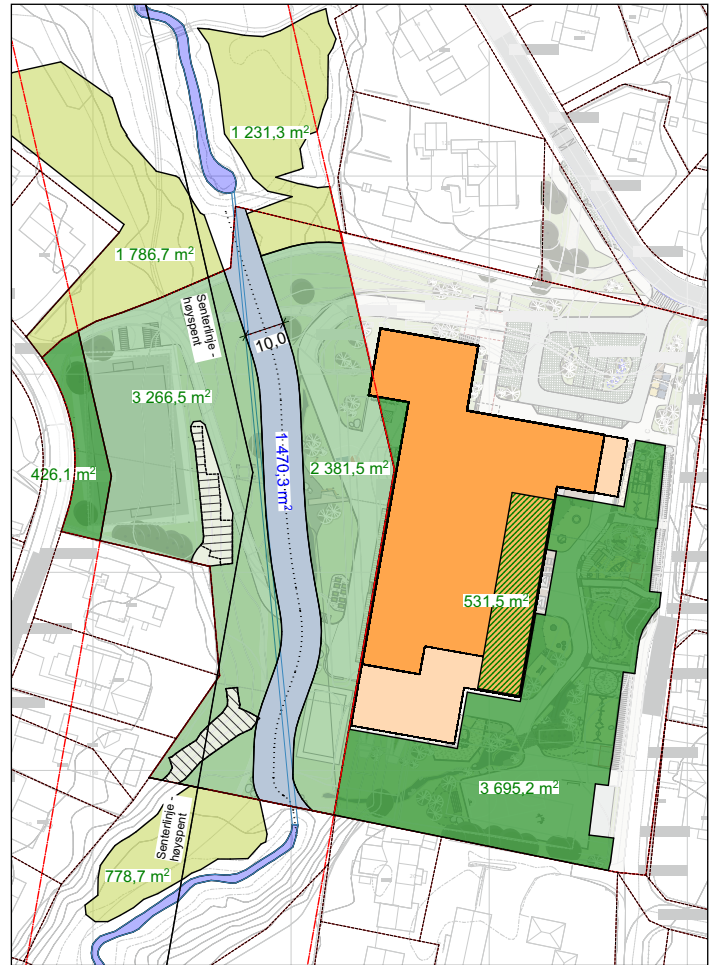 1 231,3 m²
1 786,7 m²
Senterlinje -
høyspent
10,0
3 266,5 m²
1 470,3 m²
2 381,5 m²
426,1 m²
531,5 m²
3 695,2 m²
Senterlinje -
høyspent
778,7 m²